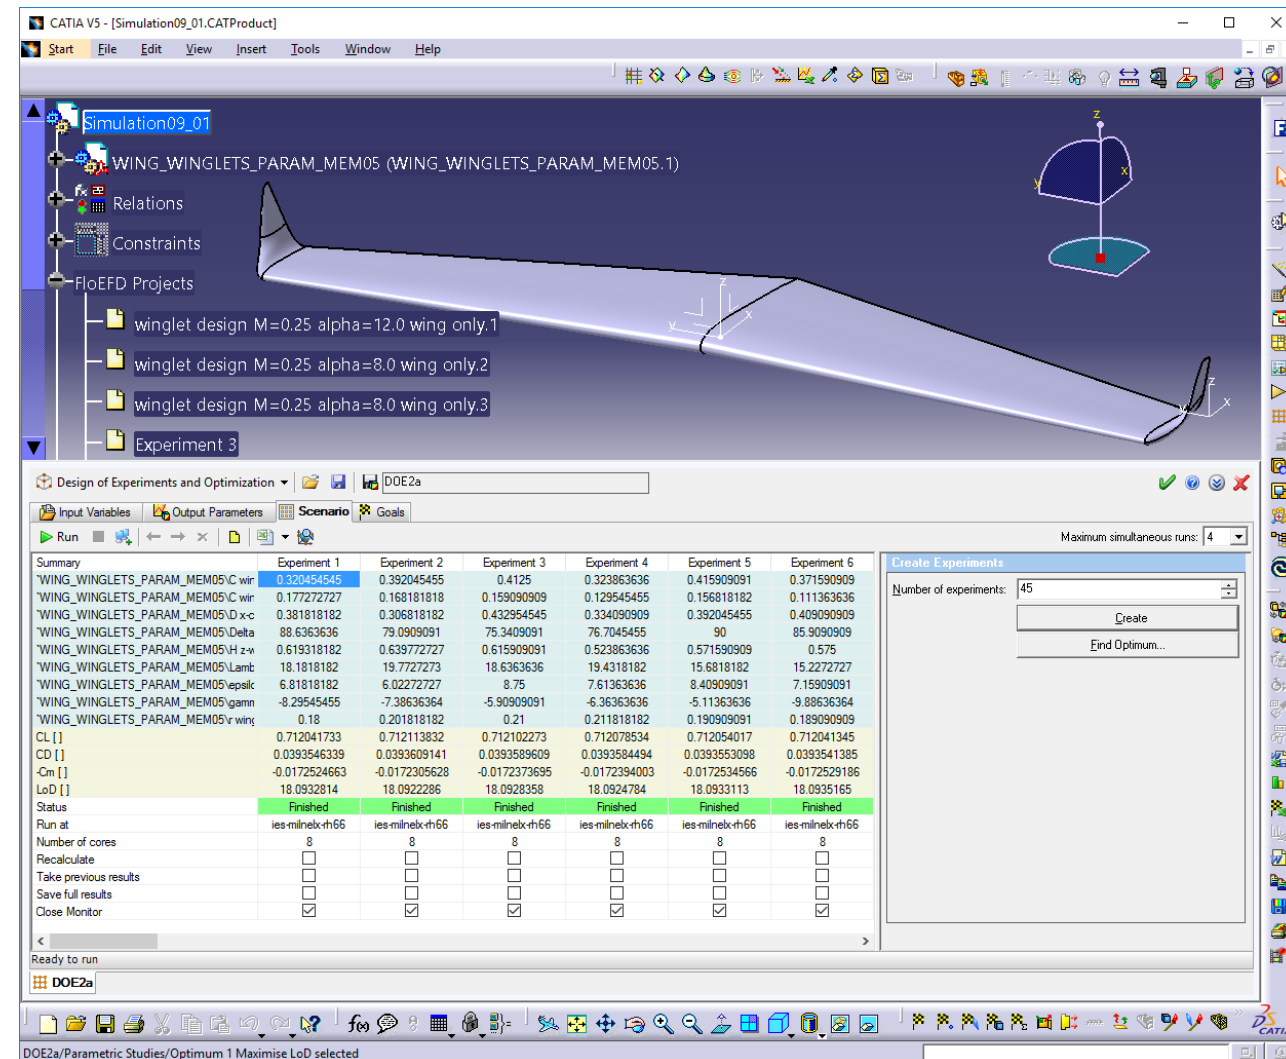 CATIA V5 - [Simulation09_01.CATProduct]
Start File Edit View Insert Tools Window Help
Simulation09_01
WING_WINGLETS_PARAM_MEM05 (WING_WINGLETS_PARAM_MEM05.1)
Relations
Constraints
FloEFD Projects
winglet design M=0.25 alpha=12.0 wing only.1
winglet design M=0.25 alpha=8.0 wing only.2
winglet design M=0.25 alpha=8.0 wing only.3
Experiment 3
z
y
x
z
y
x
z
y
x
Design of Experiments and Optimization DOE2a
Input Variables Output Parameters Scenario Goals
Run Maximum simultaneous runs: 4
Summary Experiment 1 Experiment 2 Experiment 3 Experiment 4 Experiment 5 Experiment 6
"WING_WINGLETS_PARAM_MEM05\C win 0.320454545 0.392045455 0.4125 0.323863636 0.415909091 0.371590909
"WING_WINGLETS_PARAM_MEM05\C win 0.177272727 0.168181818 0.159090909 0.129545455 0.156818182 0.111363636
"WING_WINGLETS_PARAM_MEM05\D x-c 0.381818182 0.306818182 0.432954545 0.334090909 0.392045455 0.409090909
"WING_WINGLETS_PARAM_MEM05\Delta 88.6363636 79.0909091 75.3409091 76.7045455 90 85.9090909
"WING_WINGLETS_PARAM_MEM05\H z-w 0.619318182 0.639772727 0.615909091 0.523863636 0.571590909 0.575
"WING_WINGLETS_PARAM_MEM05\Lamb 18.1818182 19.7727273 18.6363636 19.4318182 15.6818182 15.2272727
"WING_WINGLETS_PARAM_MEM05\epsilc 6.81818182 6.02272727 8.75 7.61363636 8.40909091 7.15909091
"WING_WINGLETS_PARAM_MEM05\gamn -8.29545455 -7.38636364 -5.90909091 -6.36363636 -5.11363636 -9.88636364
"WING_WINGLETS_PARAM_MEM05\r wing 0.18 0.201818182 0.21 0.211818182 0.190909091 0.189090909
CL [ ] 0.712041733 0.712113832 0.712102273 0.712078534 0.712054017 0.712041345
CD [ ] 0.0393546339 0.0393609141 0.0393589609 0.0393584494 0.0393553098 0.0393541385
-Cm [ ] -0.0172524663 -0.0172305628 -0.0172373695 -0.0172394003 -0.0172534566 -0.0172529186
LoD [ ] 18.0932814 18.0922286 18.0928358 18.0924784 18.0933113 18.0935165
Status Finished Finished Finished Finished Finished Finished
Run at ies-milnelx-rh66 ies-milnelx-rh66 ies-milnelx-rh66 ies-milnelx-rh66 ies-milnelx-rh66 ies-milnelx-rh66
Number of cores 8 8 8 8 8 8
Recalculate
Take previous results
Save full results
Close Monitor
Create Experiments
Number of experiments: 45
Create
Find Optimum...
Ready to run
DOE2a
f(x)
CATIA
DOE2a/Parametric Studies/Optimum 1 Maximise LoD selected